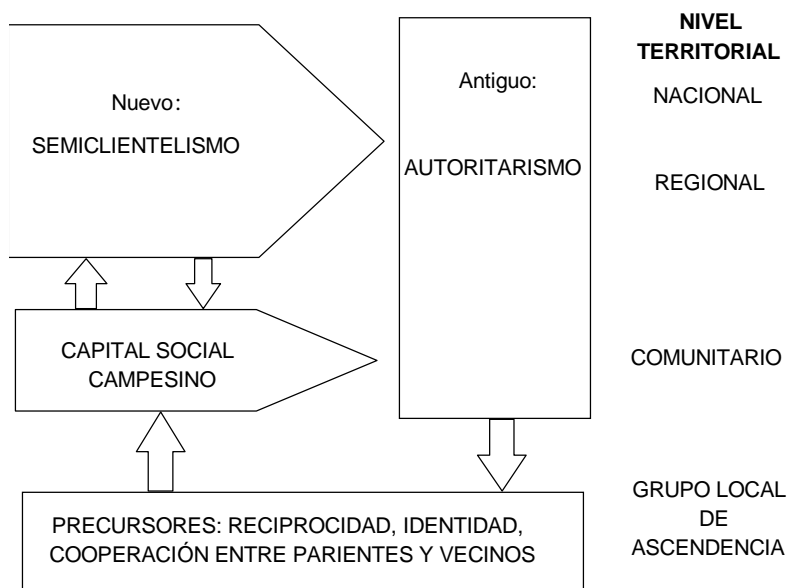 Nuevo:
SEMICLIENTELISMO
Antiguo:
AUTORITARISMO
NIVEL
TERRITORIAL
NACIONAL
REGIONAL
CAPITAL SOCIAL
CAMPESINO
COMUNITARIO
PRECURSORES: RECIPROCIDAD, IDENTIDAD,
COOPERACIÓN ENTRE PARIENTES Y VECINOS
GRUPO LOCAL
DE
ASCENDENCIA